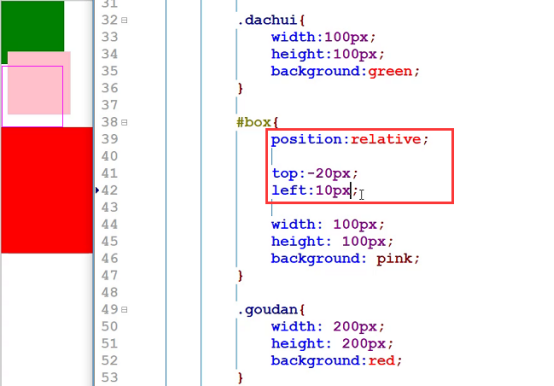 31
32 .dachui{
33 width:100px;
34 height:100px;
35 background:green;
36 }
37
38 #box{
39 position:relative;
40
41 top:-20px;
42 left:10px;
43
44 width: 100px;
45 height: 100px;
46 background: pink;
47 }
48
49 .goudan{
50 width: 200px;
51 height: 200px;
52 background:red;
53 }